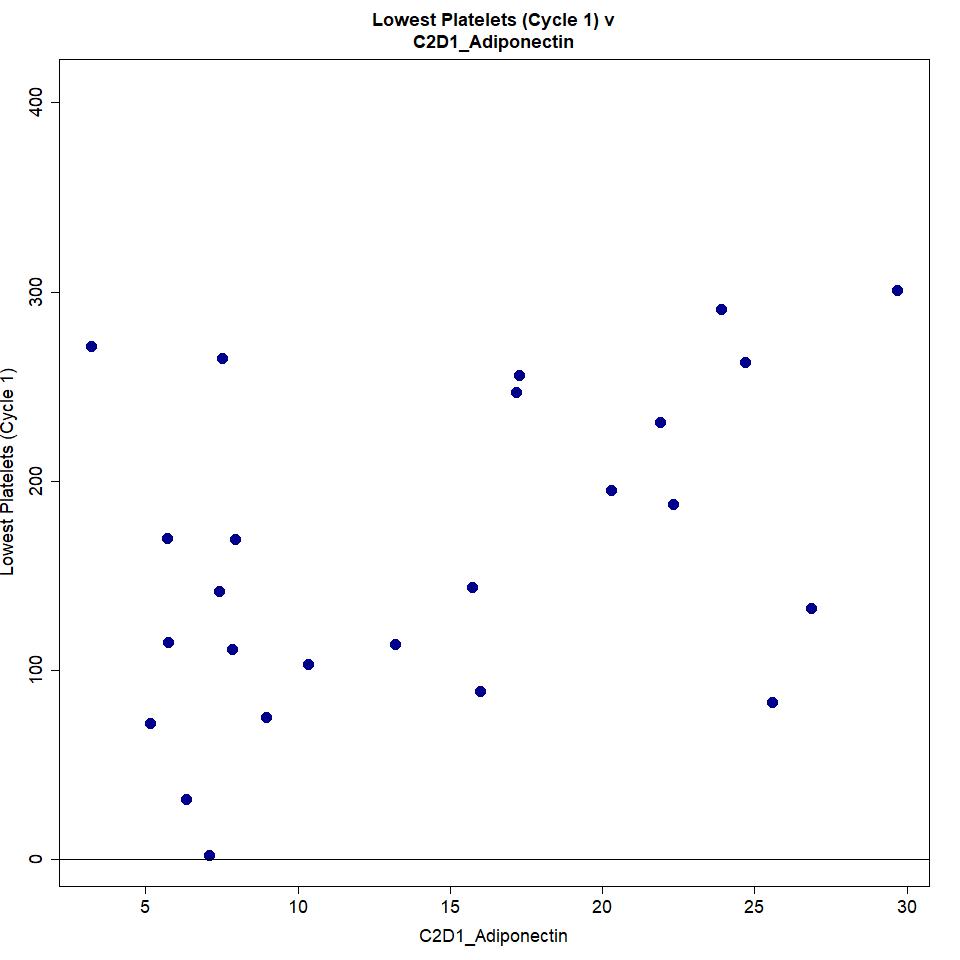 Lowest Platelets (Cycle 1) v
C2D1_Adiponectin
400
300
200
100
0
Lowest Platelets (Cycle 1)
5 10 15 20 25 30
C2D1_Adiponectin